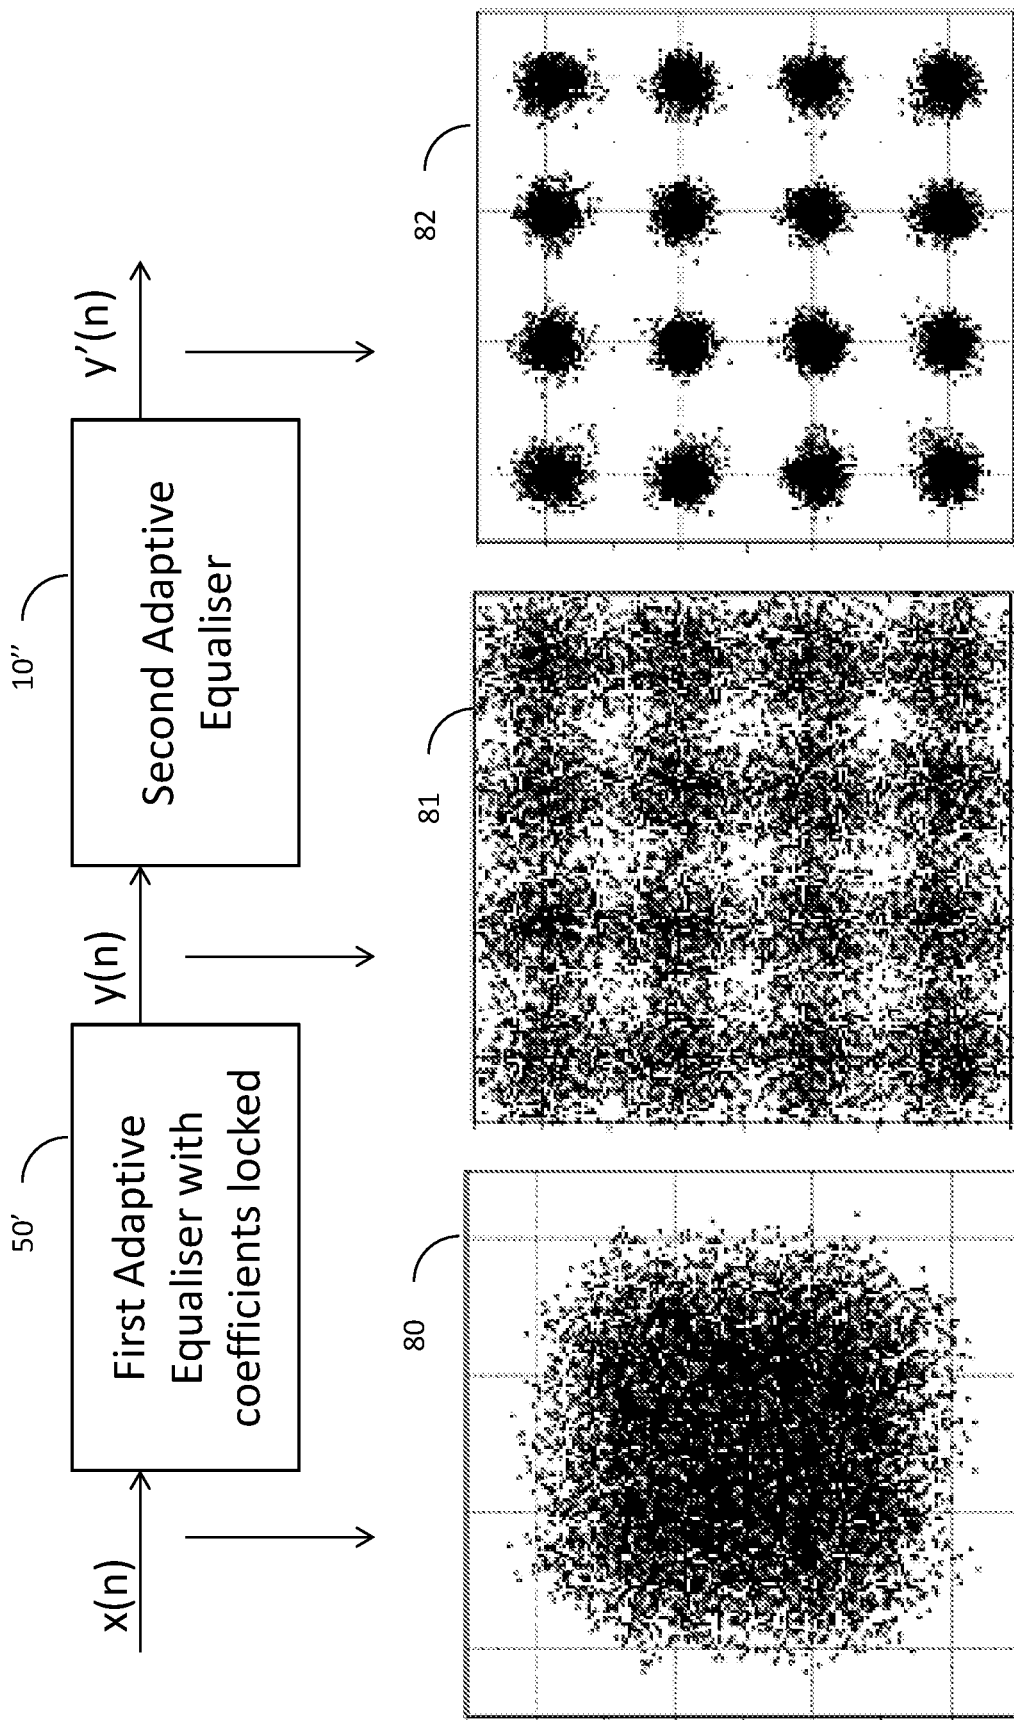 x(n)
50'
First Adaptive
Equaliser with
coefficients locked
y(n)
10''
Second Adaptive
Equaliser
y'(n)
80
81
82